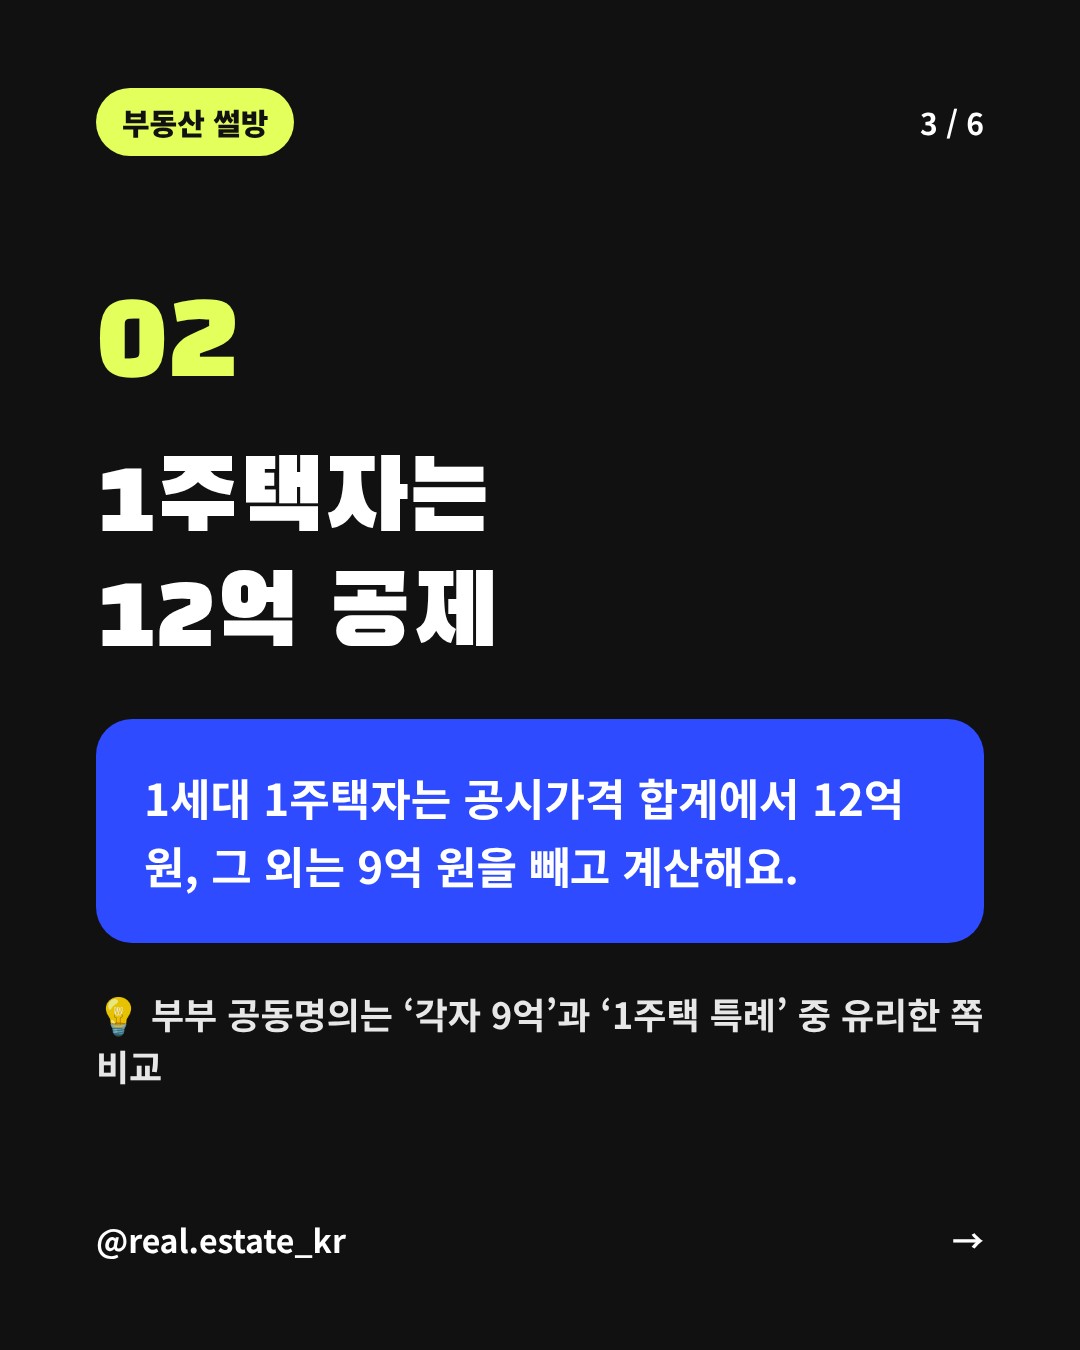 부동산 썰방
3 / 6
02
1주택자는
12억 공제
1세대 1주택자는 공시가격 합계에서 12억
원, 그 외는 9억 원을 빼고 계산해요.
💡 부부 공동명의는 ‘각자 9억’과 ‘1주택 특례’ 중 유리한 쪽
비교
@real.estate_kr
→